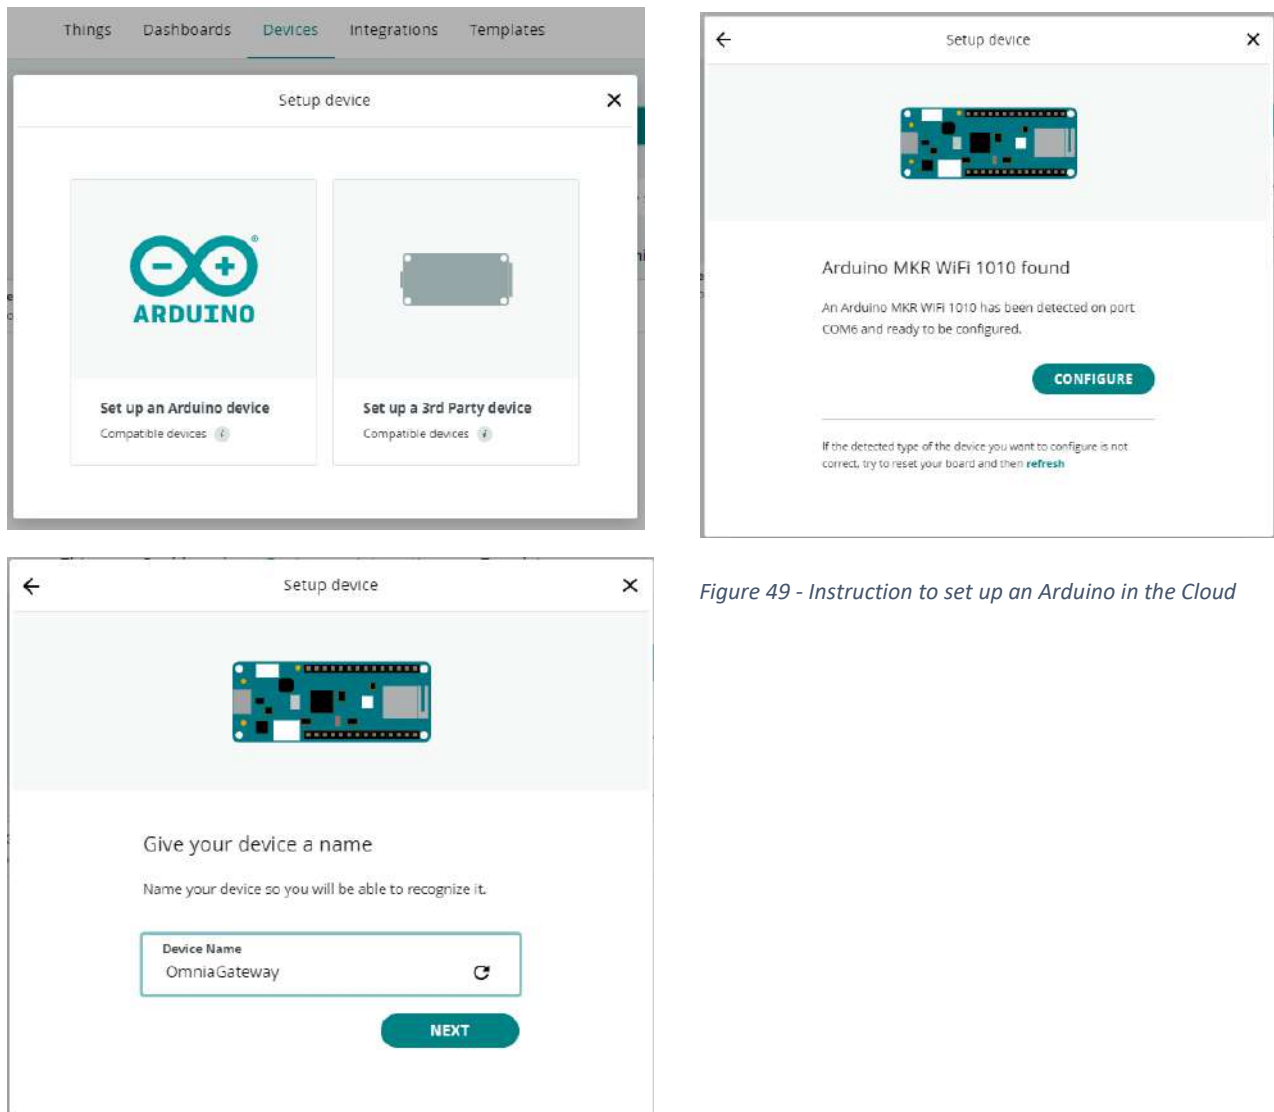 Things Dashboards Devices Integrations Templates
Setup device
ARDUINO
Set up an Arduino device
Compatible devices i
Set up a 3rd Party device
Compatible devices i
Setup device
Arduino MKR WiFi 1010 found
An Arduino MKR WiFi 1010 has been detected on port
COM6 and ready to be configured.
CONFIGURE
If the detected type of the device you want to configure is not
correct, try to reset your board and then refresh
Setup device
Give your device a name
Name your device so you will be able to recognize it.
Device Name
OmniaGateway
NEXT
Figure 49 - Instruction to set up an Arduino in the Cloud